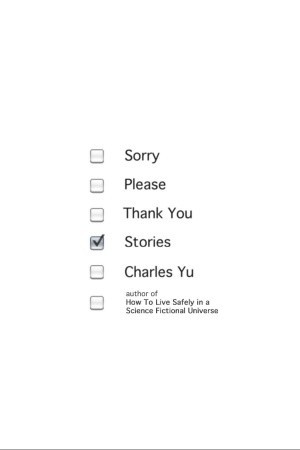 Sorry
Please
Thank You
Stories
Charles Yu
author of
How To Live Safely in a
Science Fictional Universe